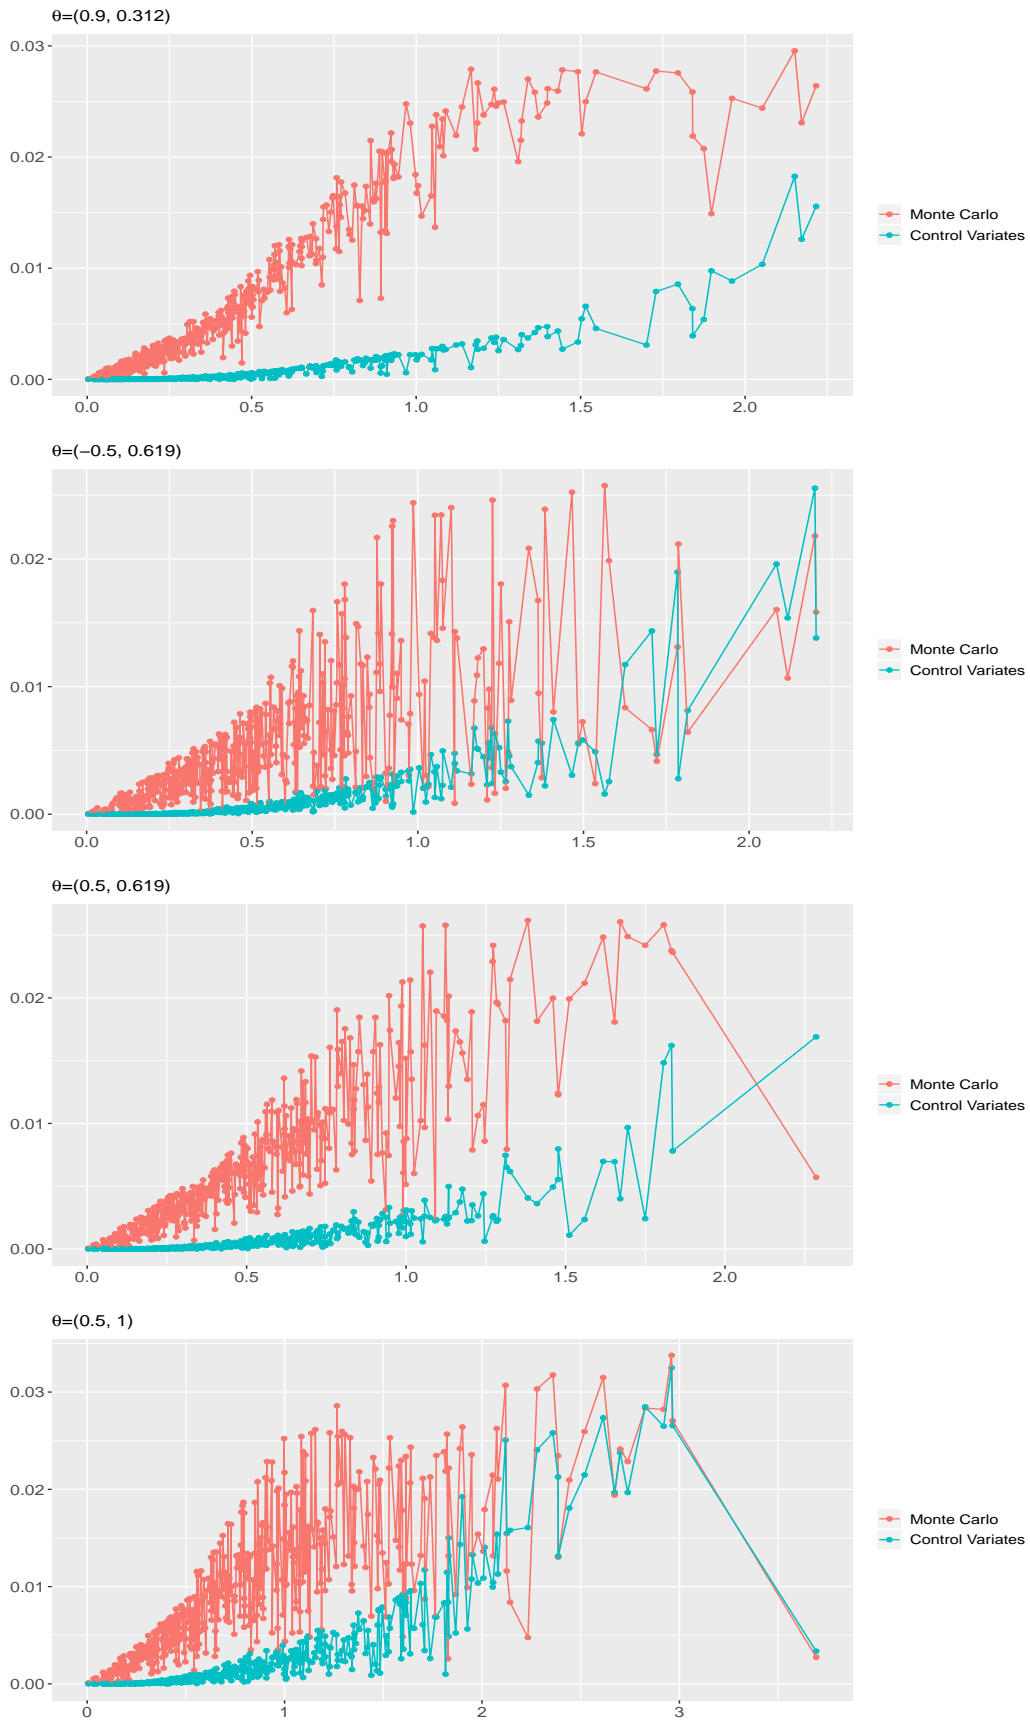 θ=(0.9, 0.312)
0.03
0.02
0.01
0.00
0.0 0.5 1.0 1.5 2.0
Monte Carlo
Control Variates
θ=(−0.5, 0.619)
0.02
0.01
0.00
0.0 0.5 1.0 1.5 2.0
Monte Carlo
Control Variates
θ=(0.5, 0.619)
0.02
0.01
0.00
0.0 0.5 1.0 1.5 2.0
Monte Carlo
Control Variates
θ=(0.5, 1)
0.03
0.02
0.01
0.00
0 1 2 3
Monte Carlo
Control Variates